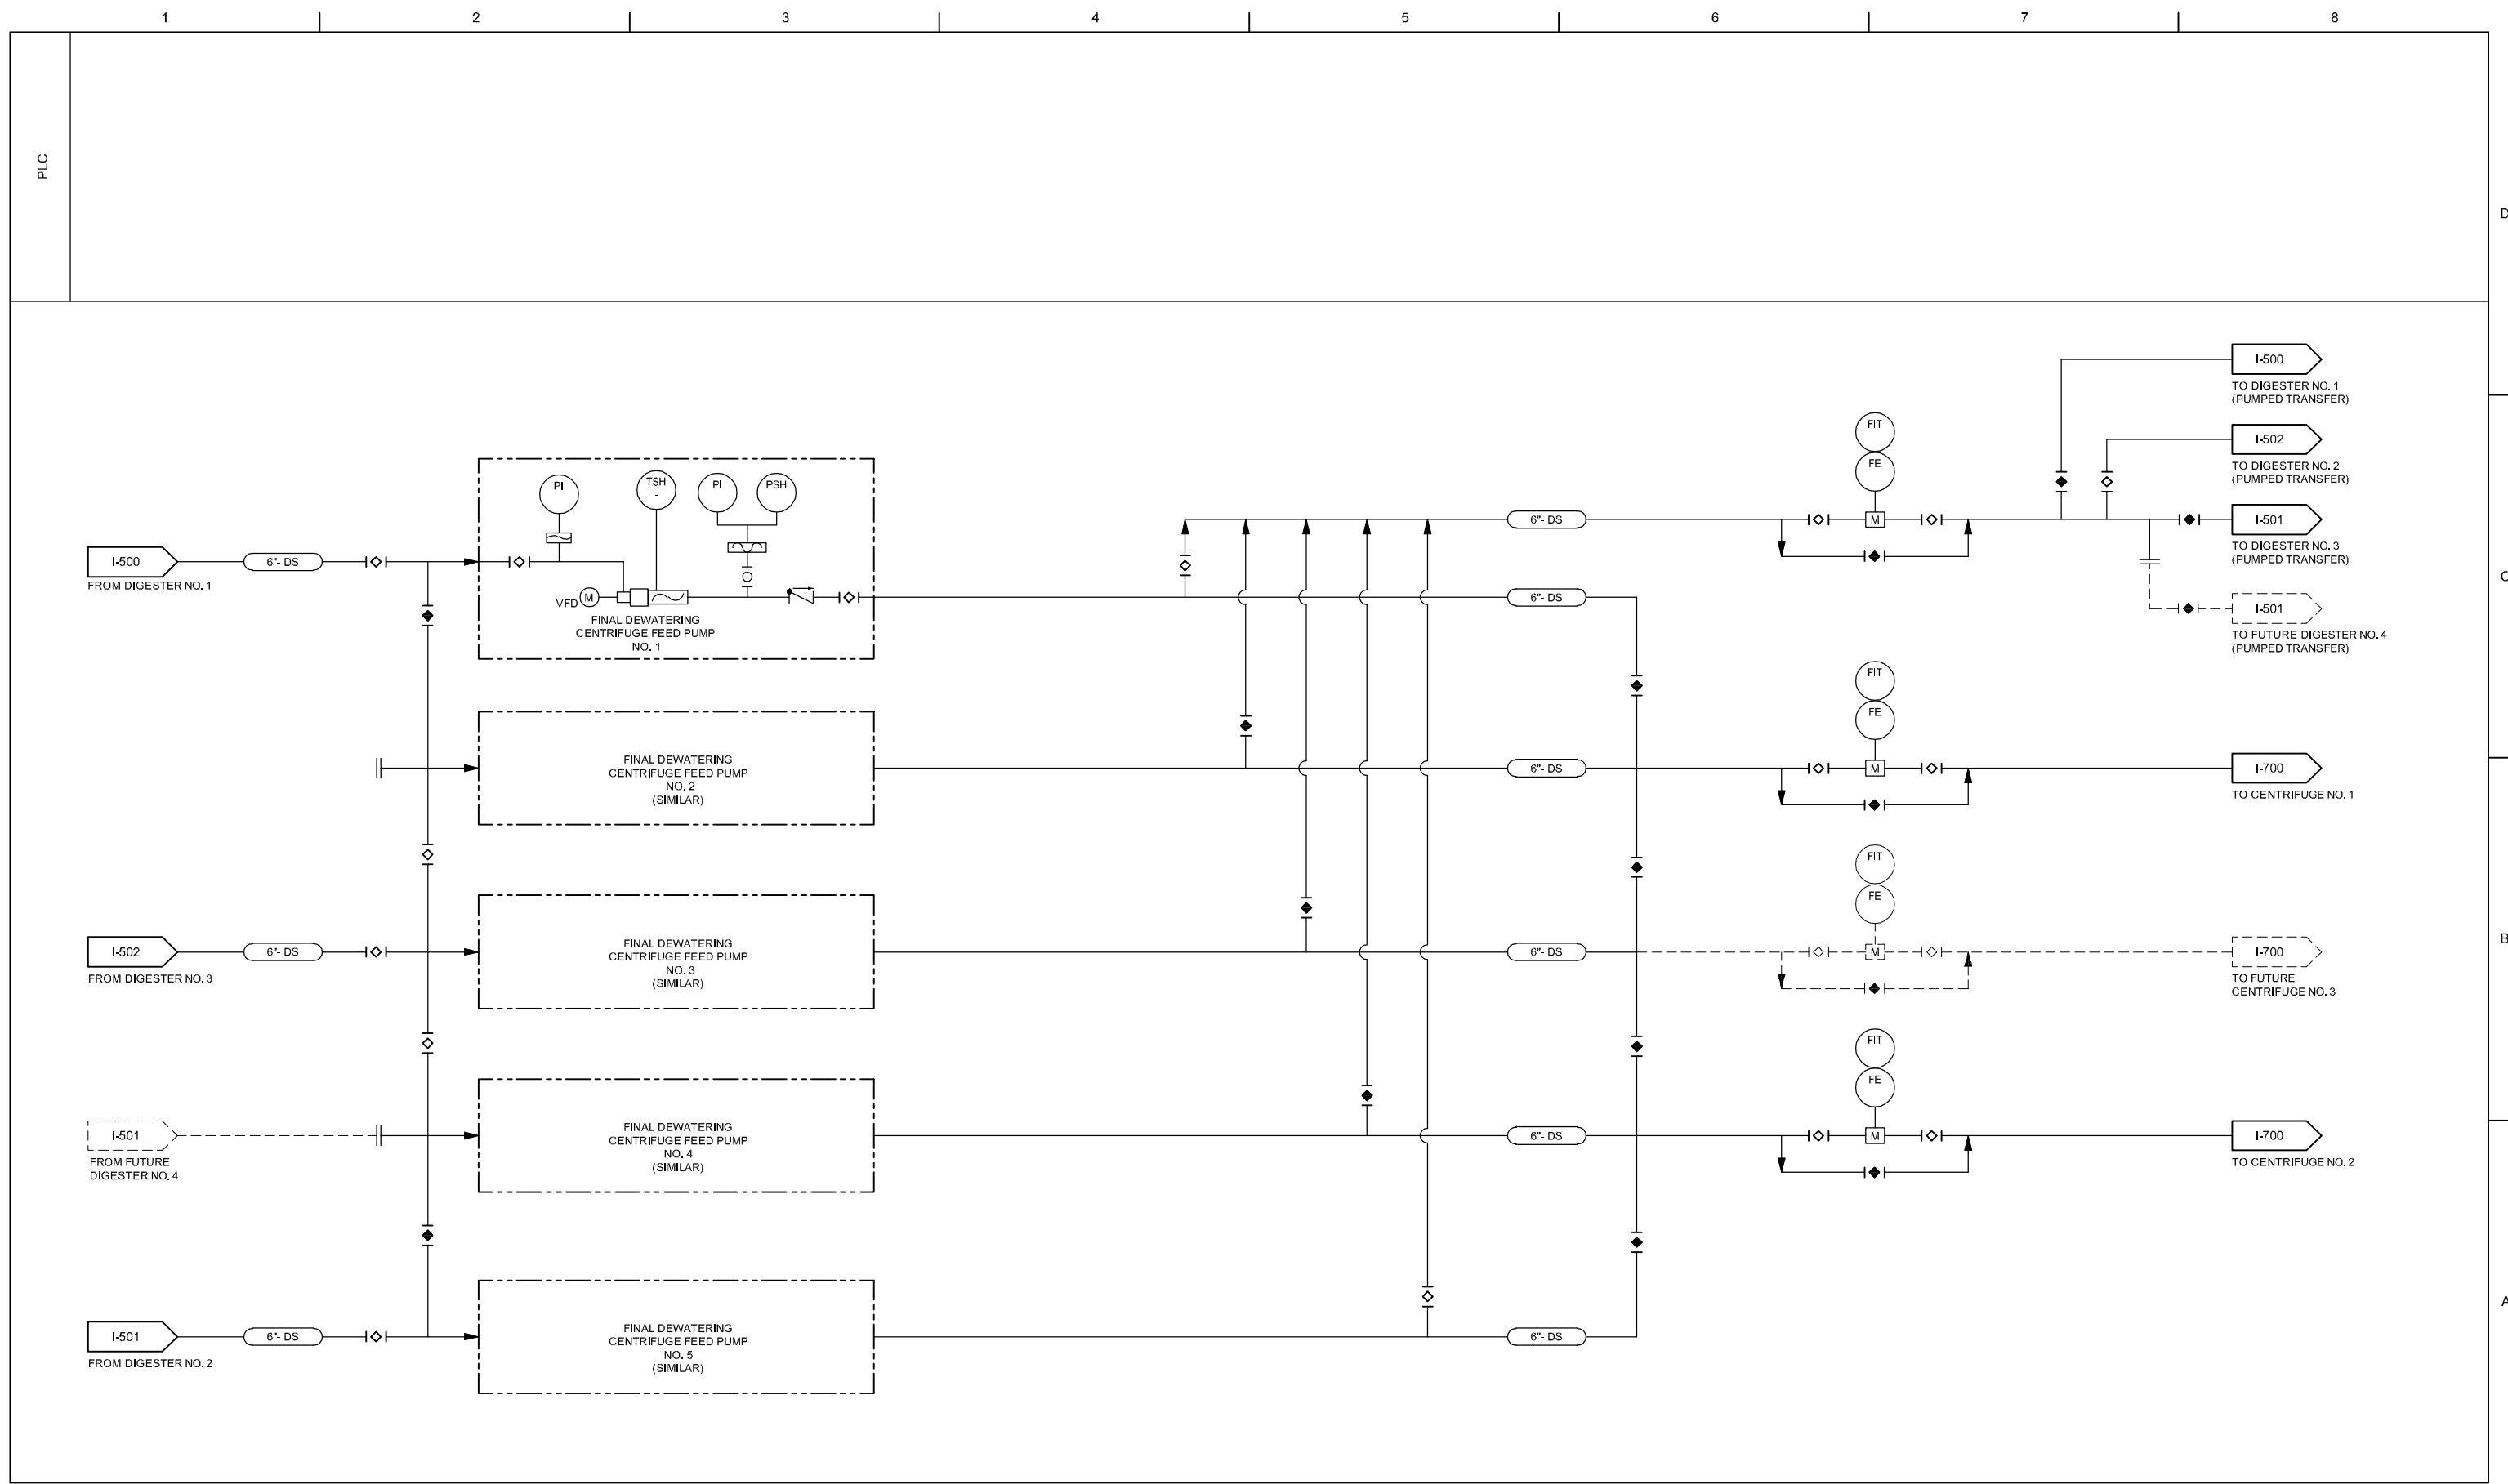 1 2 3 4 5 6 7 8
PLC
D
C
B
A
I-500
TO DIGESTER NO. 1
(PUMPED TRANSFER)
I-502
TO DIGESTER NO. 2
(PUMPED TRANSFER)
FIT
FE
M
6"- DS
I-501
TO DIGESTER NO. 3
(PUMPED TRANSFER)
I-501
TO FUTURE DIGESTER NO. 4
(PUMPED TRANSFER)
I-500
FROM DIGESTER NO. 1
6"- DS
PI
TSH
-
PI
PSH
VFD
M
FINAL DEWATERING
CENTRIFUGE FEED PUMP
NO. 1
6"- DS
FINAL DEWATERING
CENTRIFUGE FEED PUMP
NO. 2
(SIMILAR)
6"- DS
FIT
FE
M
I-700
TO CENTRIFUGE NO. 1
I-502
FROM DIGESTER NO. 3
6"- DS
FINAL DEWATERING
CENTRIFUGE FEED PUMP
NO. 3
(SIMILAR)
6"- DS
FIT
FE
M
I-700
TO FUTURE
CENTRIFUGE NO. 3
I-501
FROM FUTURE
DIGESTER NO. 4
FINAL DEWATERING
CENTRIFUGE FEED PUMP
NO. 4
(SIMILAR)
6"- DS
FIT
FE
M
I-700
TO CENTRIFUGE NO. 2
I-501
FROM DIGESTER NO. 2
6"- DS
FINAL DEWATERING
CENTRIFUGE FEED PUMP
NO. 5
(SIMILAR)
6"- DS